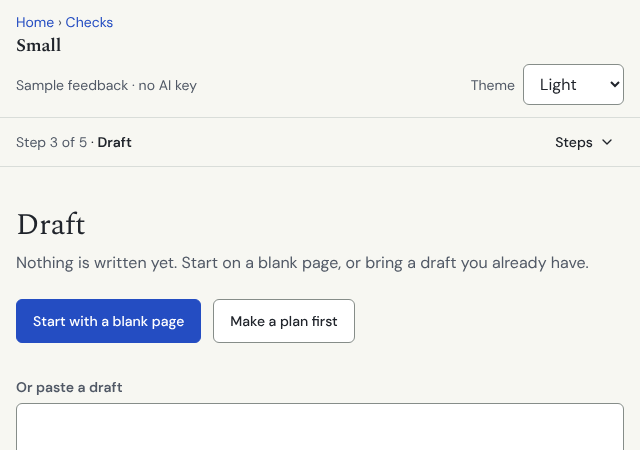 Home › Checks
Small
Sample feedback · no AI key
Theme
Light
Step 3 of 5 · Draft
Steps
Draft
Nothing is written yet. Start on a blank page, or bring a draft you already have.
Start with a blank page
Make a plan first
Or paste a draft